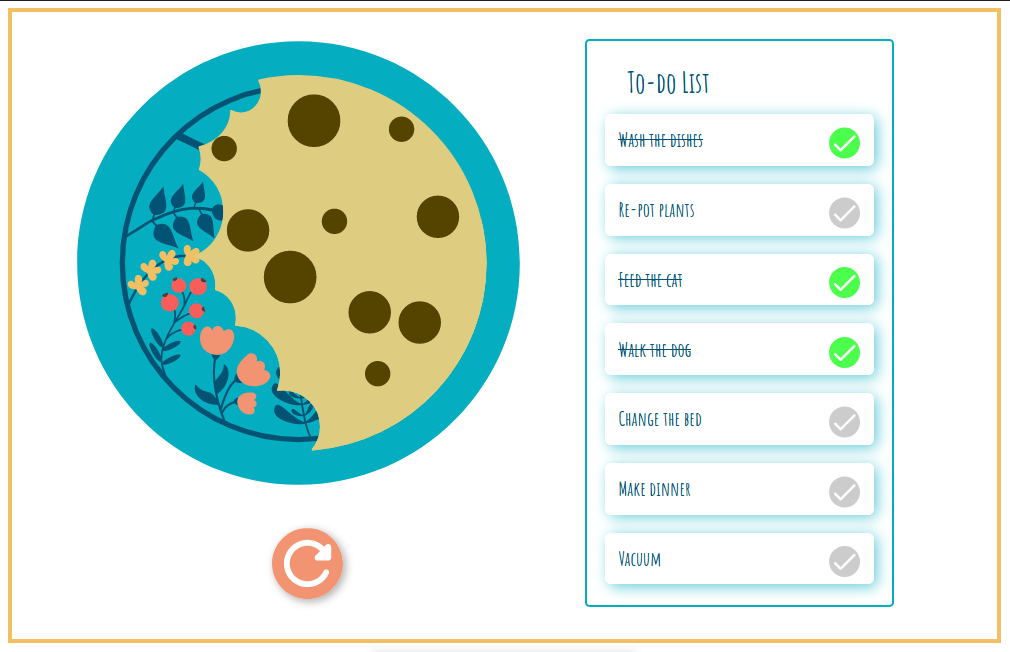 To-do List
Wash the dishes
Re-pot plants
Feed the cat
Walk the dog
Change the bed
Make dinner
Vacuum